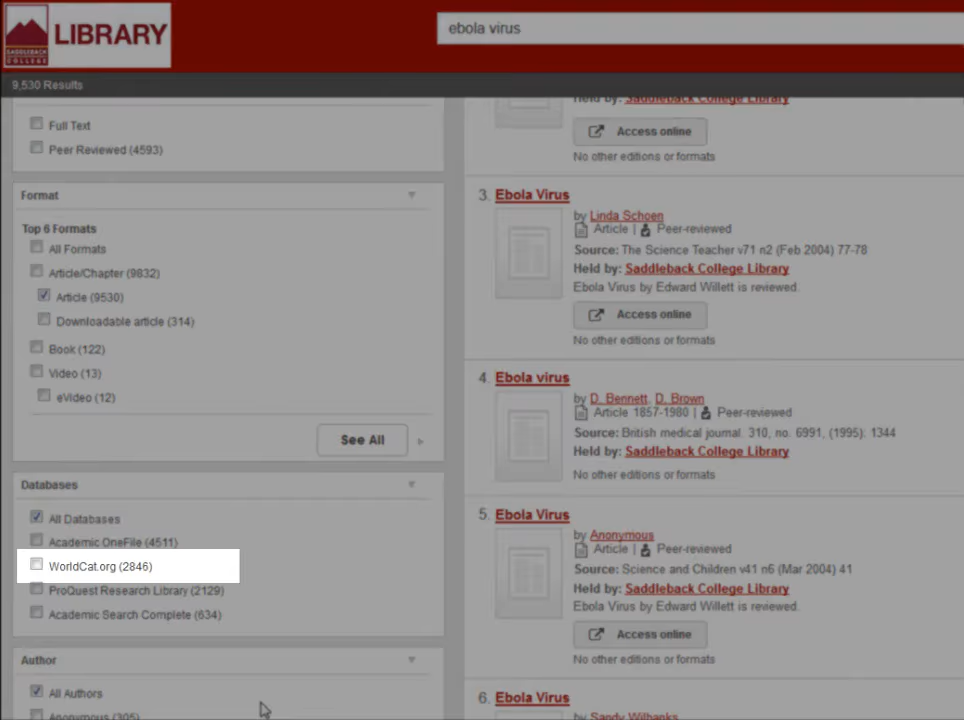 SADDLEBACK
COLLEGE
LIBRARY
ebola virus
9,530 Results
Full Text
Peer Reviewed (4593)
Format
Top 6 Formats
All Formats
Article/Chapter (9832)
Article (9530)
Downloadable article (314)
Book (122)
Video (13)
eVideo (12)
See All
Databases
All Databases
Academic OneFile (4511)
WorldCat.org (2846)
ProQuest Research Library (2129)
Academic Search Complete (634)
Author
All Authors
Anonymous (305)
Held by: Saddleback College Library
Access online
No other editions or formats
3. Ebola Virus
by Linda Schoen
Article | Peer-reviewed
Source: The Science Teacher v71 n2 (Feb 2004) 77-78
Held by: Saddleback College Library
Ebola Virus by Edward Willett is reviewed.
Access online
No other editions or formats
4. Ebola virus
by D. Bennett, D. Brown
Article 1857-1980 | Peer-reviewed
Source: British medical journal. 310, no. 6991, (1995): 1344
Held by: Saddleback College Library
No other editions or formats
5. Ebola Virus
by Anonymous
Article | Peer-reviewed
Source: Science and Children v41 n6 (Mar 2004) 41
Held by: Saddleback College Library
Ebola Virus by Edward Willett is reviewed.
Access online
No other editions or formats
6. Ebola Virus
by Sandy Wilbanks